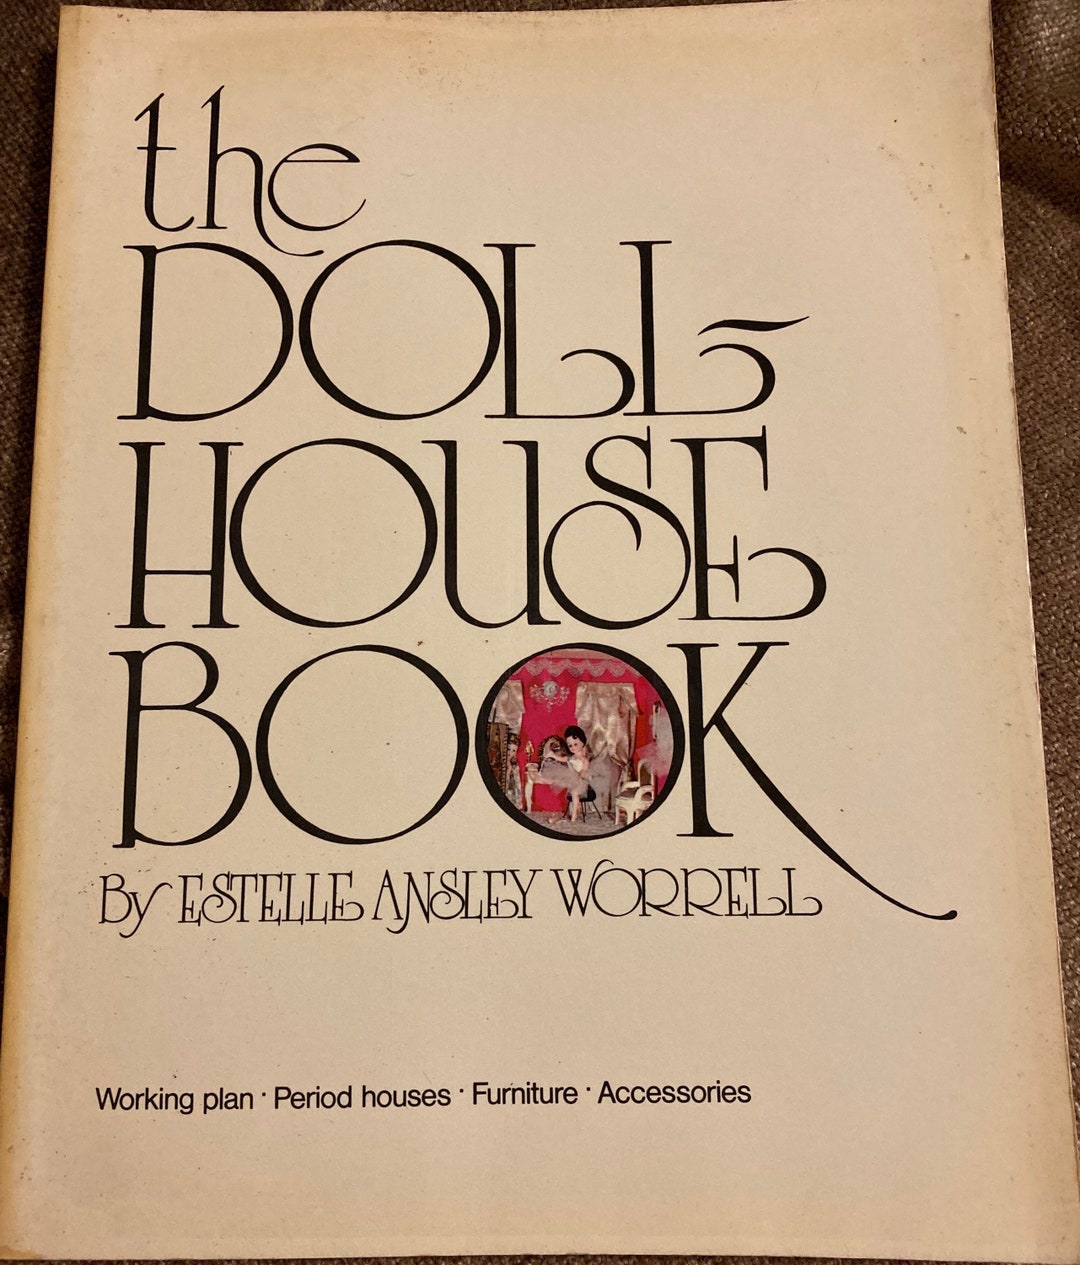 the
DOLL-
HOUSE
BOOK
By ESTELLE ANSLEY WORRELL
Working plan · Period houses · Furniture · Accessories